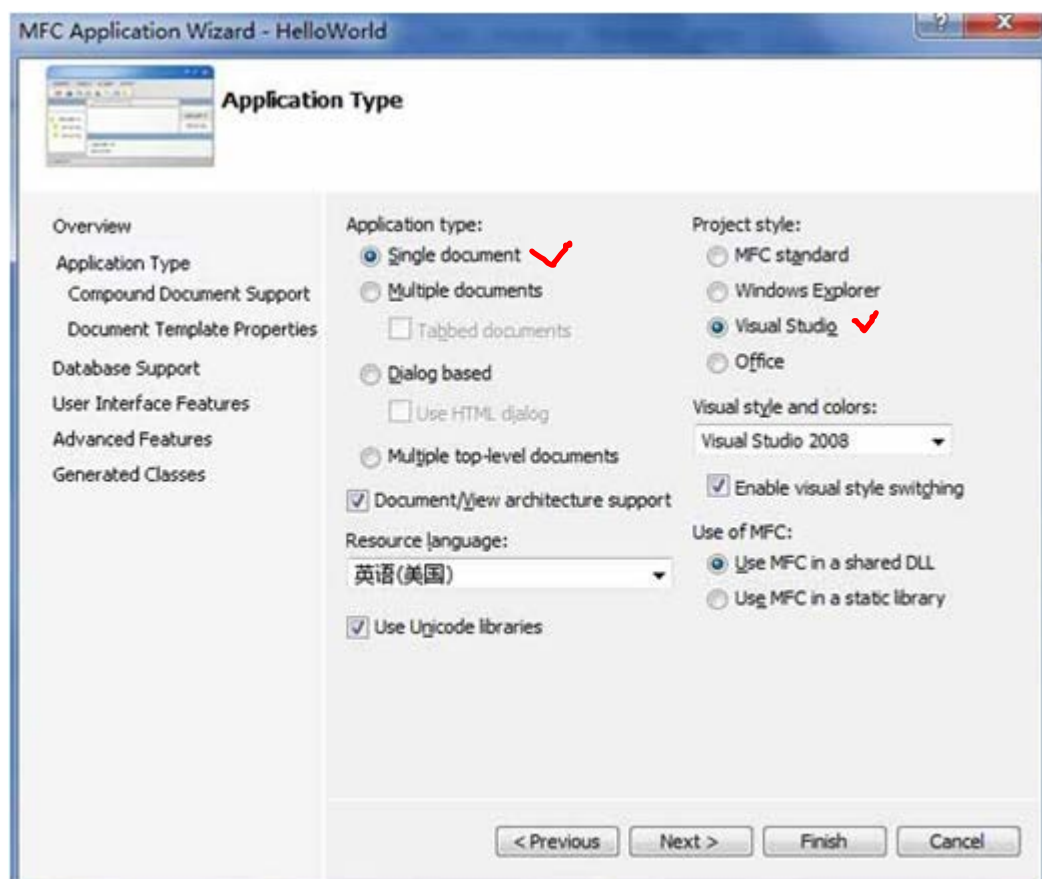 MFC Application Wizard - HelloWorld
Application Type
Overview
Application Type
Compound Document Support
Document Template Properties
Database Support
User Interface Features
Advanced Features
Generated Classes
Application type:
Single document
Multiple documents
Tabbed documents
Dialog based
Use HTML dialog
Multiple top-level documents
Document/View architecture support
Resource language:
英语(美国)
Use Unicode libraries
Project style:
MFC standard
Windows Explorer
Visual Studio
Office
Visual style and colors:
Visual Studio 2008
Enable visual style switching
Use of MFC:
Use MFC in a shared DLL
Use MFC in a static library
< Previous
Next >
Finish
Cancel